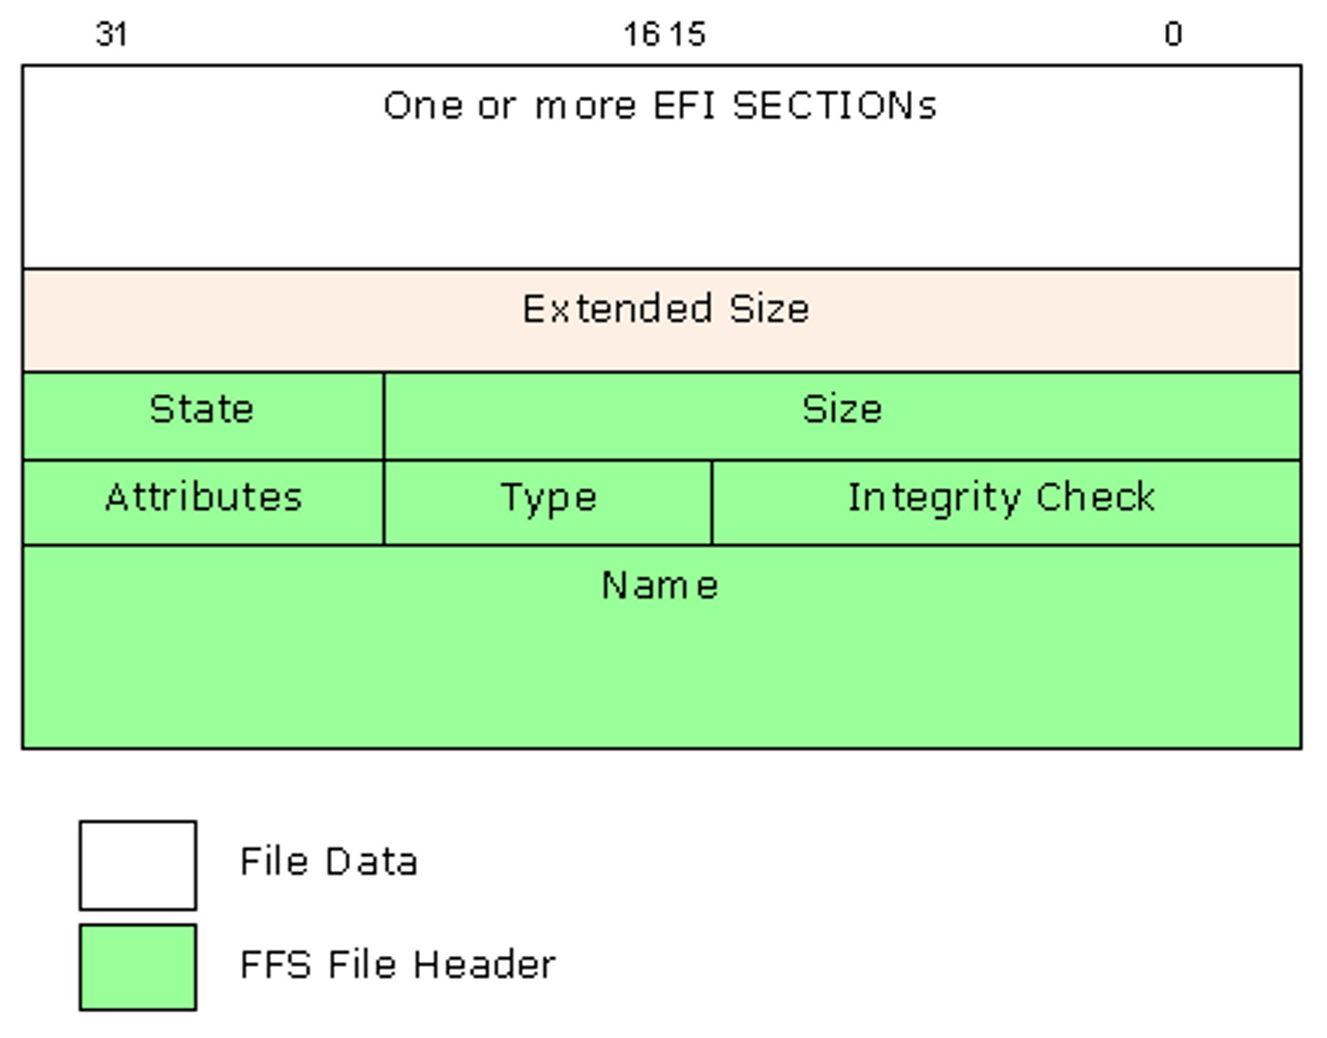 31 16 15 0
One or more EFI SECTIONs
Extended Size
State Size
Attributes Type Integrity Check
Name
File Data
FFS File Header